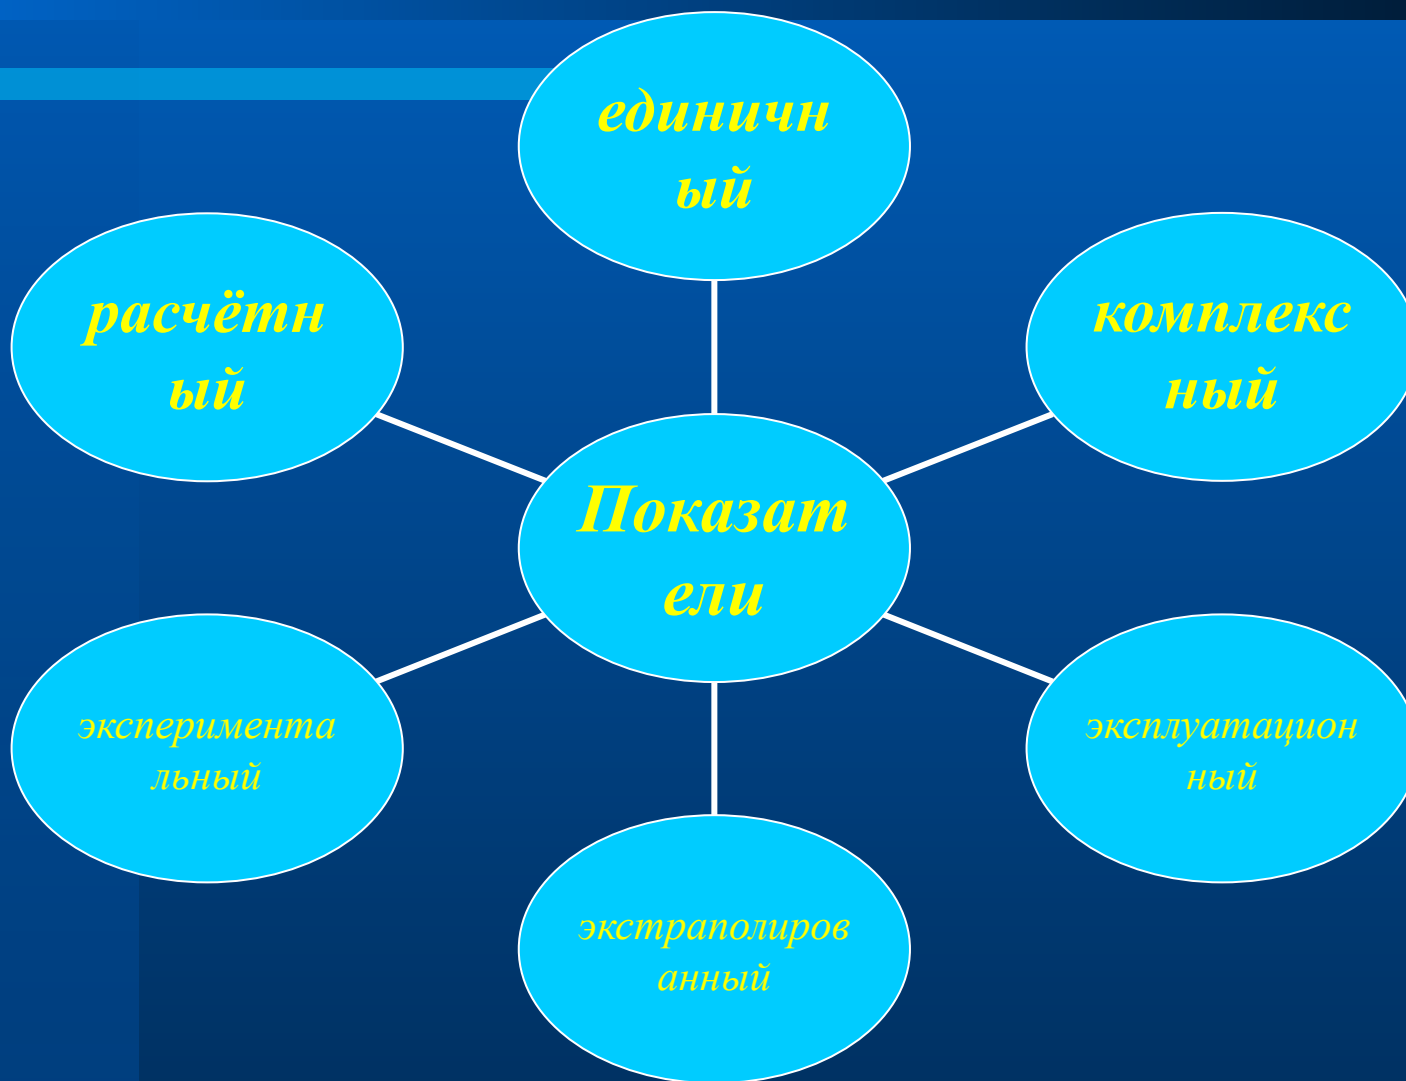 единичн
ый
расчётн
ый
комплекс
ный
Показат
ели
эксперимента
льный
эксплуатацион
ный
экстраполиров
анный